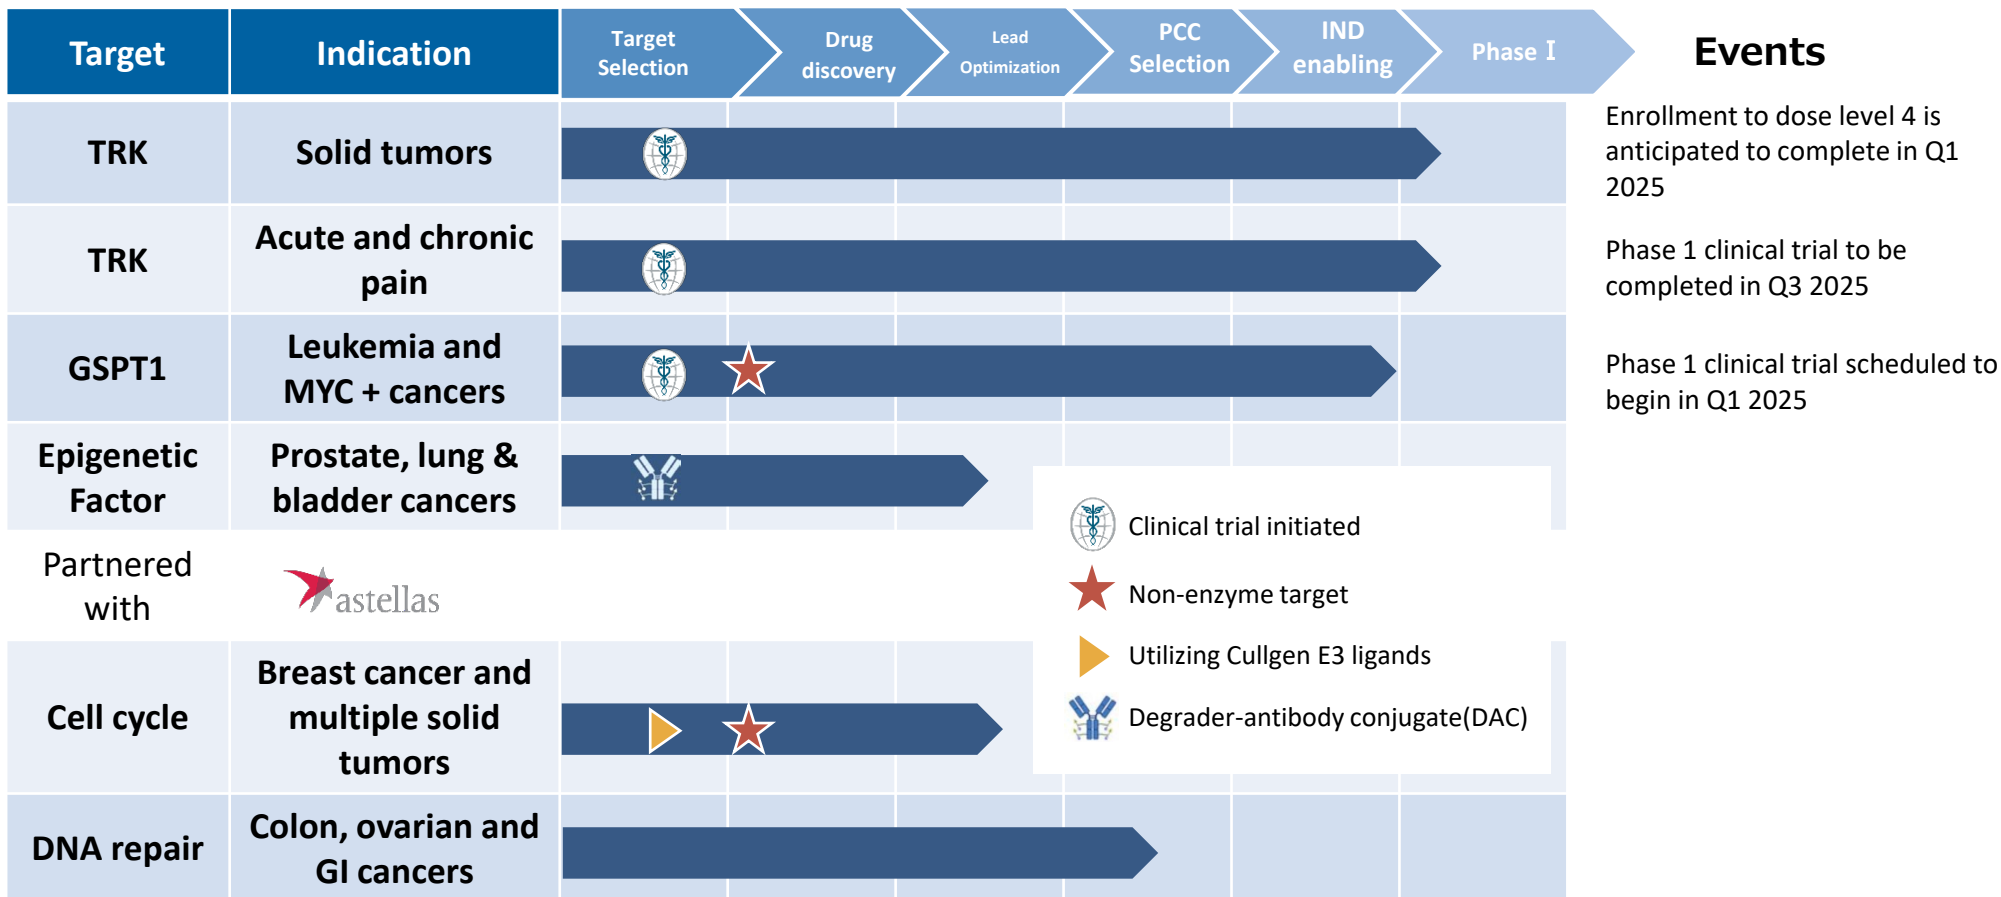 Target
Indication
Target
Selection
Drug
discovery
Lead
Optimization
PCC
Selection
IND
enabling
Phase Ⅰ
Events
TRK
Solid tumors
Enrollment to dose level 4 is
anticipated to complete in Q1
2025
TRK
Acute and chronic
pain
Phase 1 clinical trial to be
completed in Q3 2025
GSPT1
Leukemia and
MYC + cancers
Phase 1 clinical trial scheduled to
begin in Q1 2025
Epigenetic
Factor
Prostate, lung &
bladder cancers
Partnered
with
astellas
Cell cycle
Breast cancer and
multiple solid
tumors
DNA repair
Colon, ovarian and
GI cancers
Clinical trial initiated
Non-enzyme target
Utilizing Cullgen E3 ligands
Degrader-antibody conjugate(DAC)